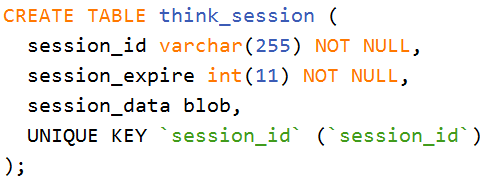 CREATE TABLE think_session (
  session_id varchar(255) NOT NULL,
  session_expire int(11) NOT NULL,
  session_data blob,
  UNIQUE KEY `session_id` (`session_id`)
);